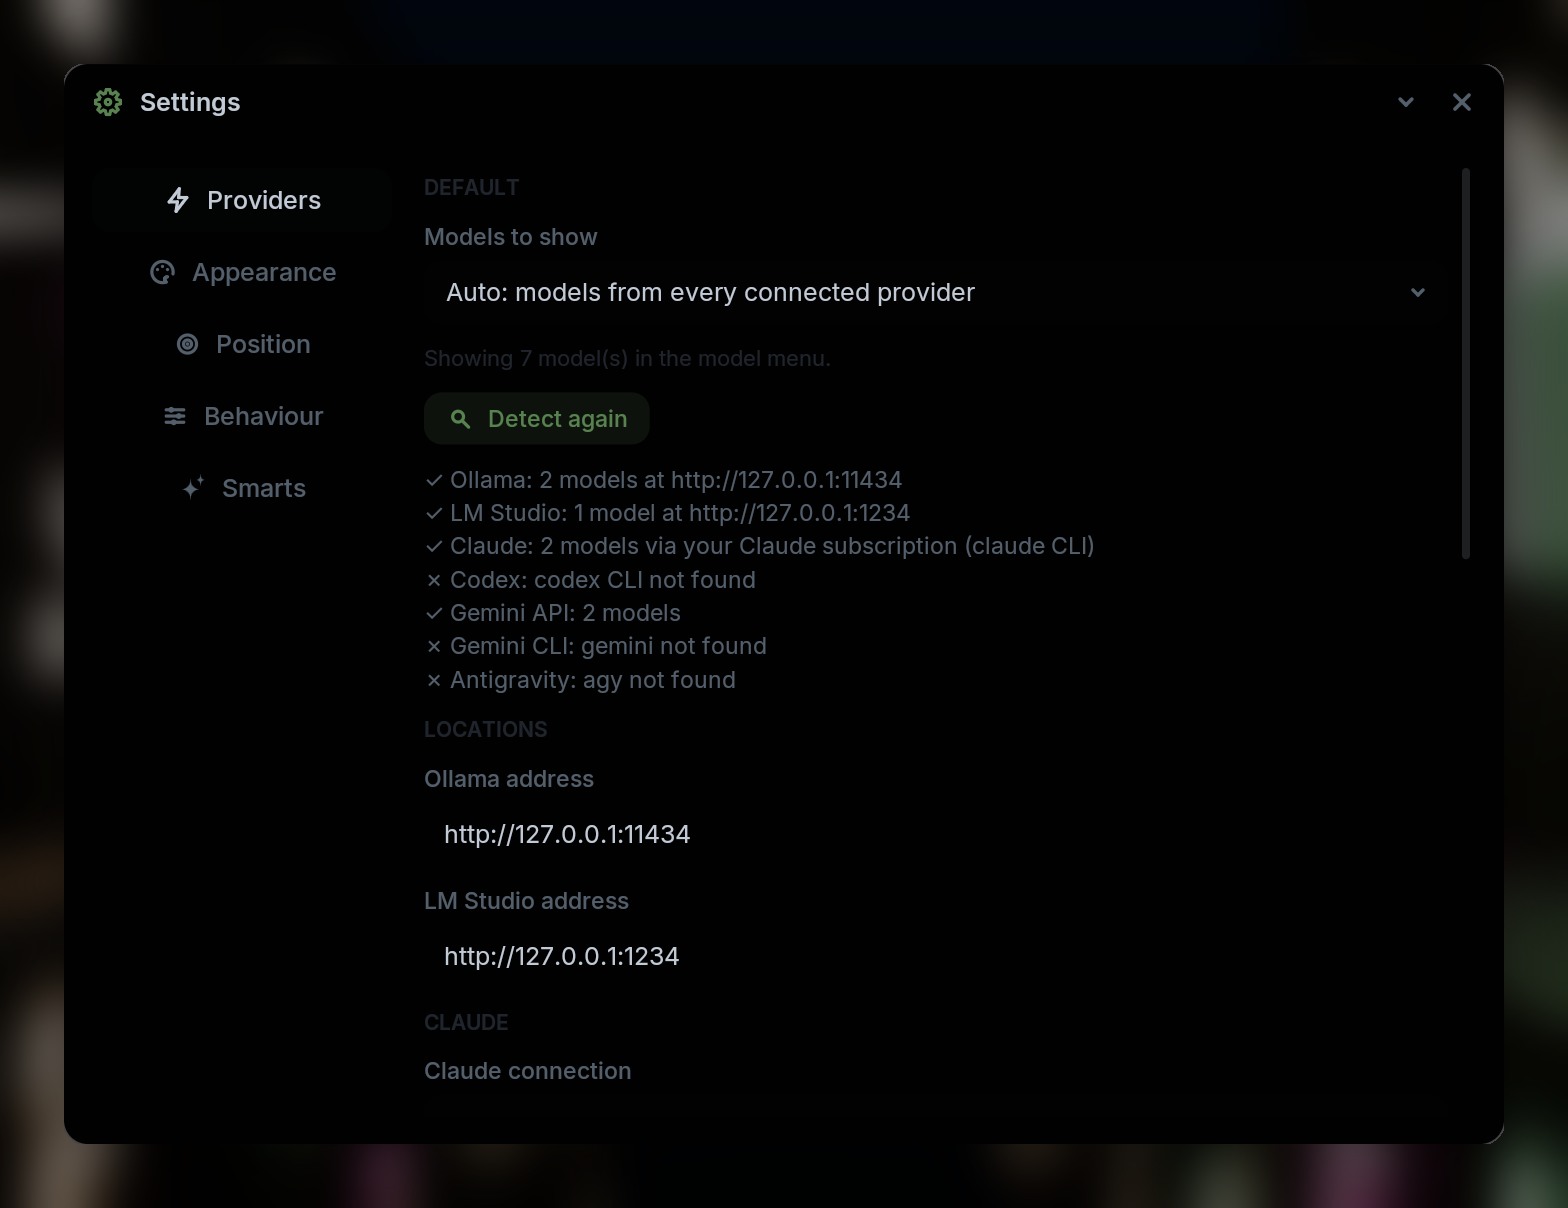 Settings
Providers
Appearance
Position
Behaviour
Smarts
DEFAULT
Models to show
Auto: models from every connected provider
Showing 7 model(s) in the model menu.
Detect again
✓ Ollama: 2 models at http://127.0.0.1:11434
✓ LM Studio: 1 model at http://127.0.0.1:1234
✓ Claude: 2 models via your Claude subscription (claude CLI)
✕ Codex: codex CLI not found
✓ Gemini API: 2 models
✕ Gemini CLI: gemini not found
✕ Antigravity: agy not found
LOCATIONS
Ollama address
http://127.0.0.1:11434
LM Studio address
http://127.0.0.1:1234
CLAUDE
Claude connection